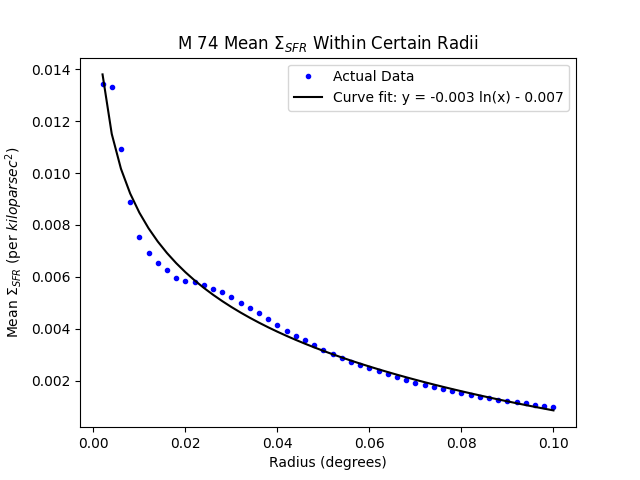 M 74 Mean Σ_SFR Within Certain Radii
Actual Data
Curve fit: y = -0.003 ln(x) - 0.007
Mean Σ_SFR (per kiloparsec²)
0.014
0.012
0.010
0.008
0.006
0.004
0.002
0.00 0.02 0.04 0.06 0.08 0.10
Radius (degrees)